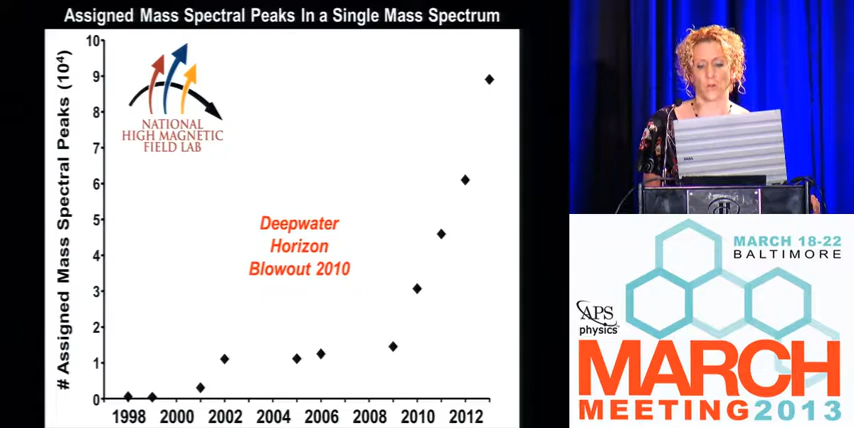 Assigned Mass Spectral Peaks In a Single Mass Spectrum
# Assigned Mass Spectral Peaks (10⁴)
10
9
8
7
6
5
4
3
2
1
0
NATIONAL
HIGH MAGNETIC
FIELD LAB
Deepwater
Horizon
Blowout 2010
1998 2000 2002 2004 2006 2008 2010 2012
MARCH 18-22
BALTIMORE
APS
physics
MARCH
MEETING2013